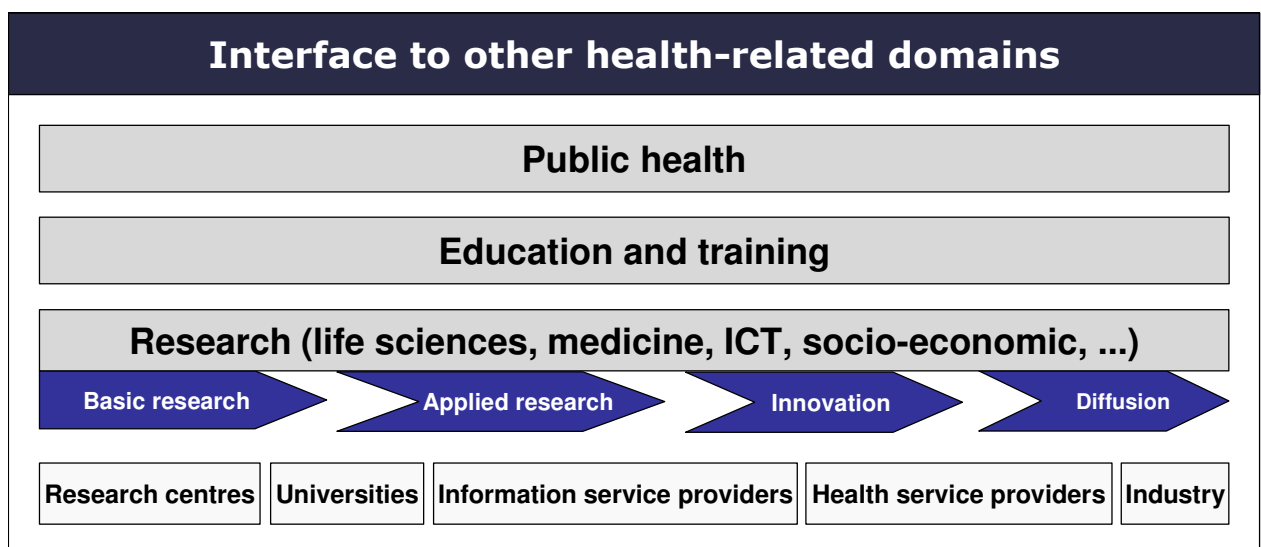 Interface to other health-related domains
Public health
Education and training
Research (life sciences, medicine, ICT, socio-economic, ...)
Basic research
Applied research
Innovation
Diffusion
Research centres
Universities
Information service providers
Health service providers
Industry